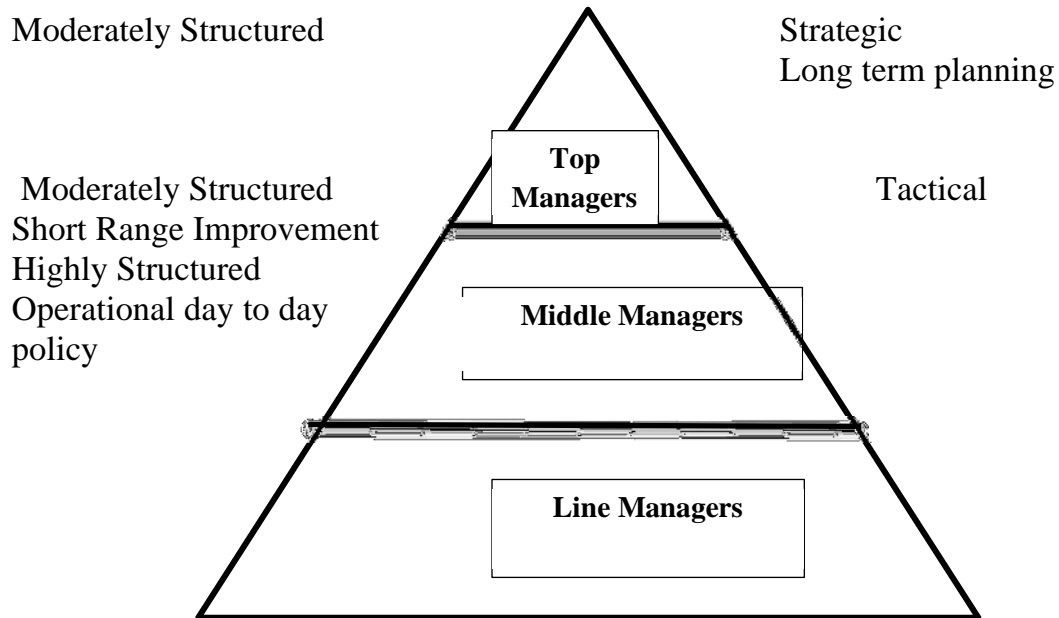 Moderately Structured
Strategic
Long term planning
Top
Managers
Moderately Structured
Short Range Improvement
Highly Structured
Operational day to day
policy
Tactical
Middle Managers
Line Managers